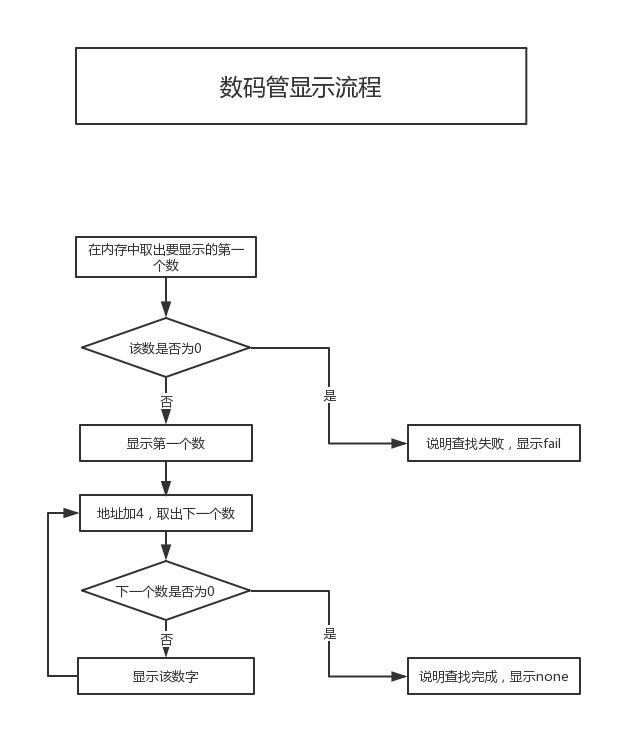 数码管显示流程
在内存中取出要显示的第一
个数
该数是否为0
是
否
显示第一个数
说明查找失败，显示fail
地址加4，取出下一个数
下一个数是否为0
是
否
显示该数字
说明查找完成，显示none